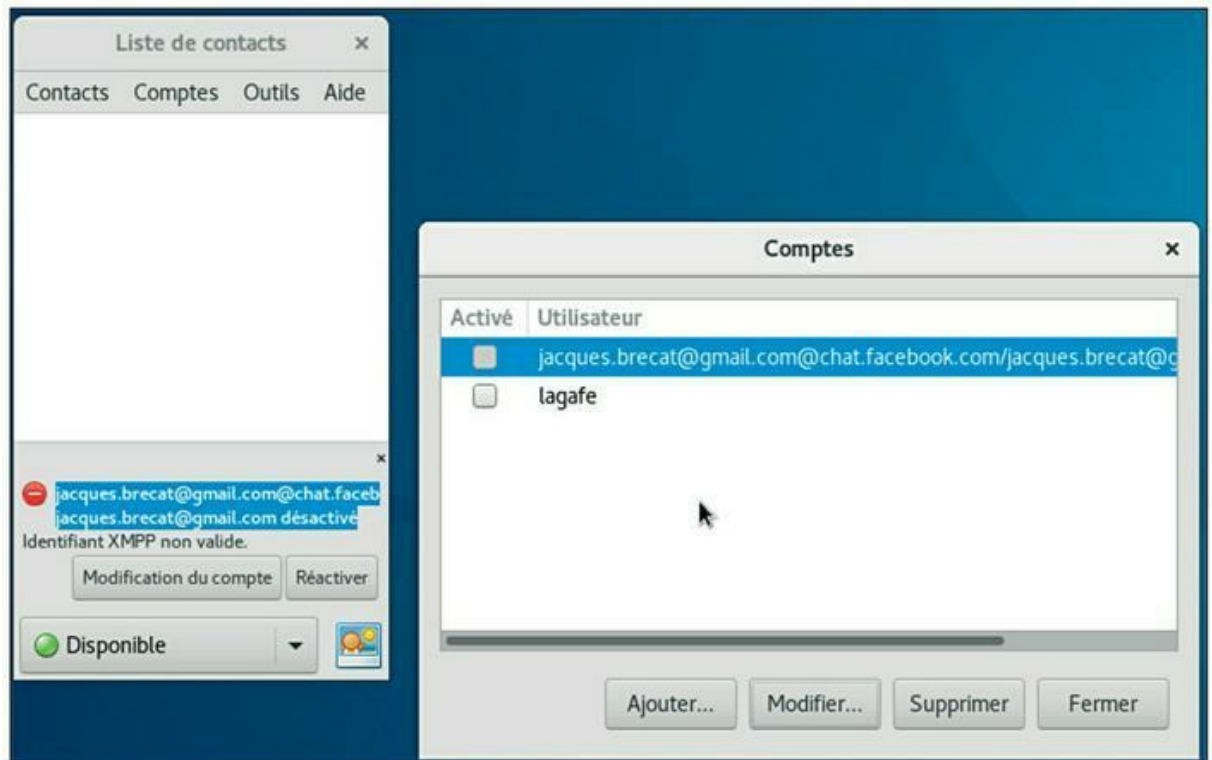 Liste de contacts ×
Contacts Comptes Outils Aide
jacques.brecat@gmail.com@chat.faceb
jacques.brecat@gmail.com désactivé
Identifiant XMPP non valide.
Modification du compte Réactiver
Disponible
Comptes ×
Activé Utilisateur
jacques.brecat@gmail.com@chat.facebook.com/jacques.brecat@g
lagafe
Ajouter... Modifier... Supprimer Fermer